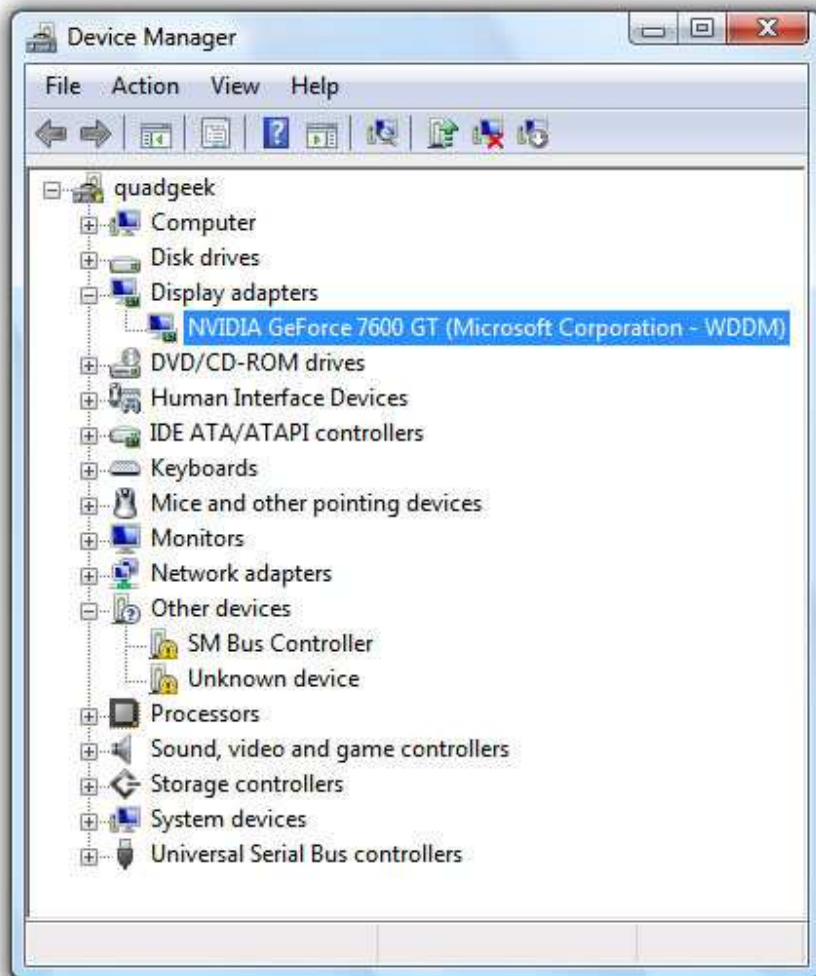 Device Manager
File Action View Help
quadgeek
Computer
Disk drives
Display adapters
NVIDIA GeForce 7600 GT (Microsoft Corporation - WDDM)
DVD/CD-ROM drives
Human Interface Devices
IDE ATA/ATAPI controllers
Keyboards
Mice and other pointing devices
Monitors
Network adapters
Other devices
SM Bus Controller
Unknown device
Processors
Sound, video and game controllers
Storage controllers
System devices
Universal Serial Bus controllers